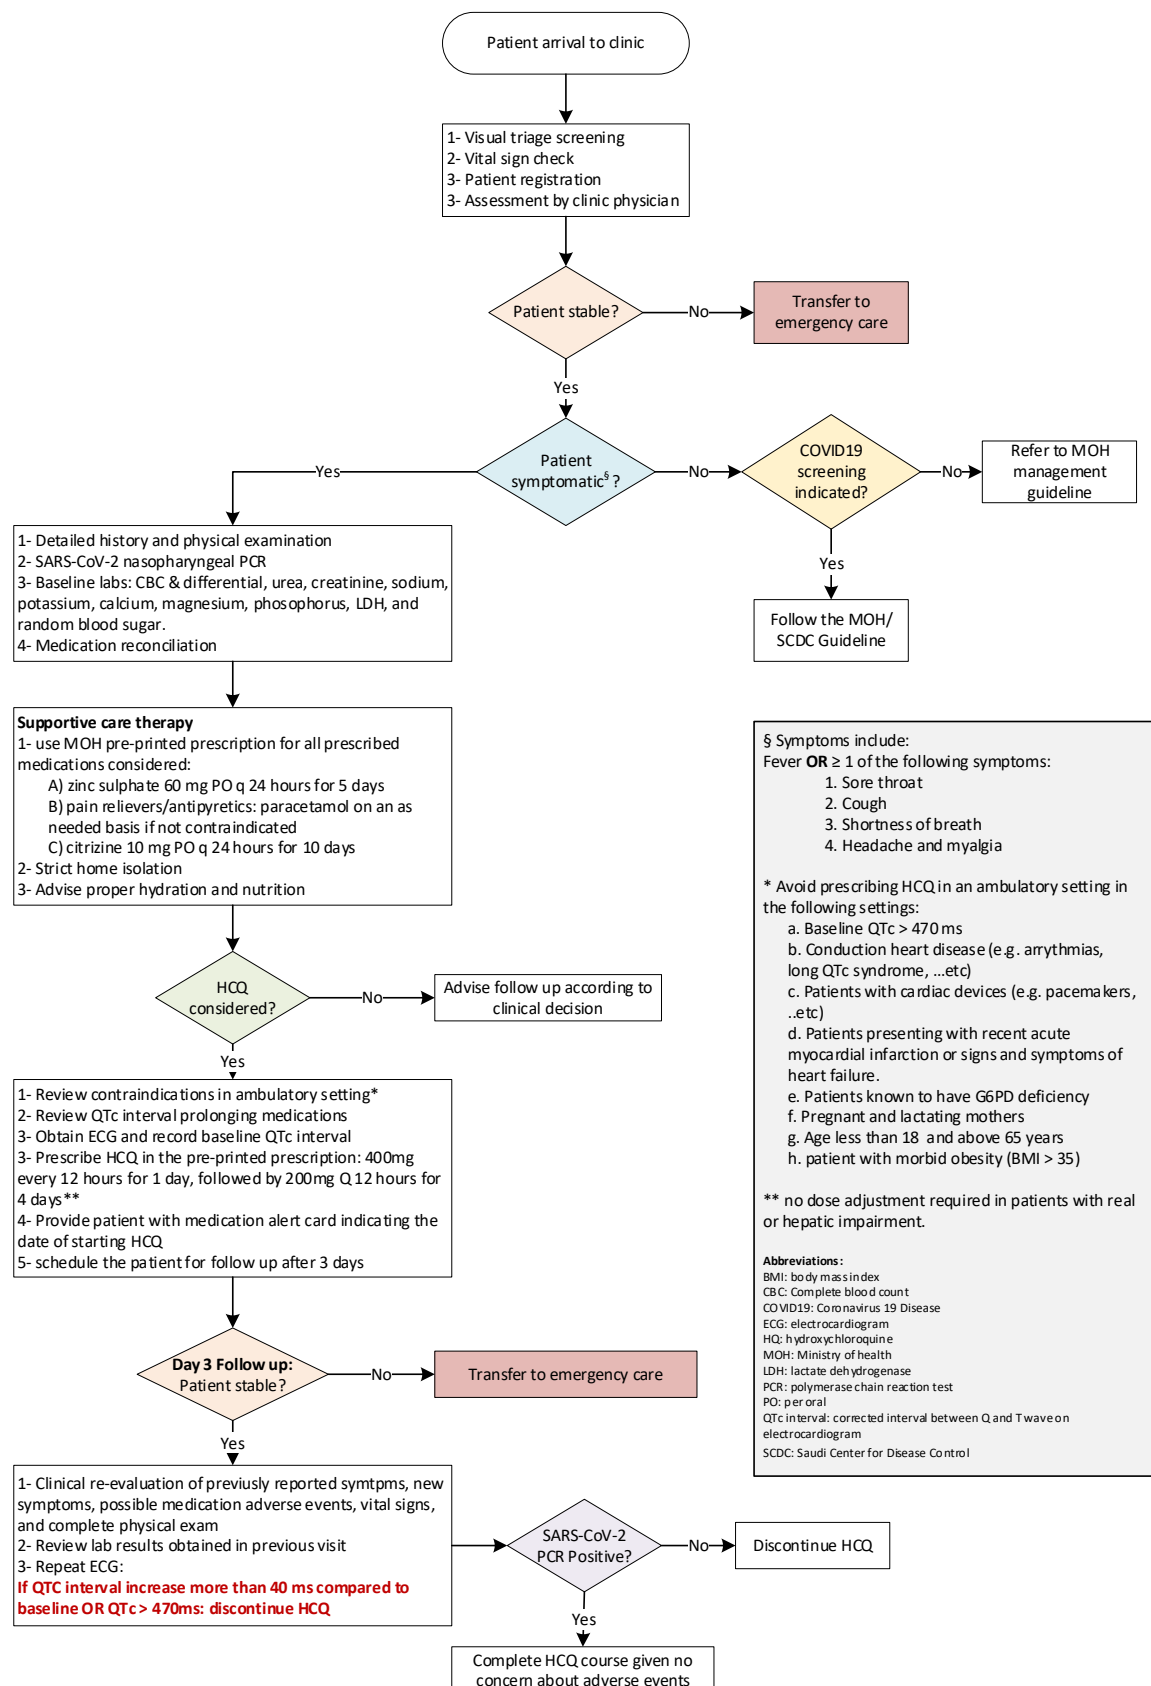 Patient arrival to clinic
1- Visual triage screening
2- Vital sign check
3- Patient registration
3- Assessment by clinic physician
Patient stable?
No
Transfer to
emergency care
Yes
Patient
symptomatic§ ?
Yes
No
COVID19
screening
indicated?
No
Refer to MOH
management
guideline
Yes
Follow the MOH/
SCDC Guideline
1- Detailed history and physical examination
2- SARS-CoV-2 nasopharyngeal PCR
3- Baseline labs: CBC & differential, urea, creatinine, sodium,
potassium, calcium, magnesium, phosophorus, LDH, and
random blood sugar.
4- Medication reconciliation
Supportive care therapy
1- use MOH pre-printed prescription for all prescribed
medications considered:
A) zinc sulphate 60 mg PO q 24 hours for 5 days
B) pain relievers/antipyretics: paracetamol on an as
needed basis if not contraindicated
C) citrizine 10 mg PO q 24 hours for 10 days
2- Strict home isolation
3- Advise proper hydration and nutrition
HCQ
considered?
No
Advise follow up according to
clinical decision
Yes
1- Review contraindications in ambulatory setting*
2- Review QTc interval prolonging medications
3- Obtain ECG and record baseline QTc interval
3- Prescribe HCQ in the pre-printed prescription: 400mg
every 12 hours for 1 day, followed by 200mg Q 12 hours for
4 days**
4- Provide patient with medication alert card indicating the
date of starting HCQ
5- schedule the patient for follow up after 3 days
Day 3 Follow up:
Patient stable?
No
Transfer to emergency care
Yes
1- Clinical re-evaluation of previusly reported symtpms, new
symptoms, possible medication adverse events, vital signs,
and complete physical exam
2- Review lab results obtained in previous visit
3- Repeat ECG:
If QTC interval increase more than 40 ms compared to
baseline OR QTc > 470ms: discontinue HCQ
SARS-CoV-2
PCR Positive?
No
Discontinue HCQ
Yes
Complete HCQ course given no
concern about adverse events
§ Symptoms include:
Fever OR ≥ 1 of the following symptoms:
1. Sore throat
2. Cough
3. Shortness of breath
4. Headache and myalgia
* Avoid prescribing HCQ in an ambulatory setting in
the following settings:
a. Baseline QTc > 470 ms
b. Conduction heart disease (e.g. arrythmias,
long QTc syndrome, ...etc)
c. Patients with cardiac devices (e.g. pacemakers,
..etc)
d. Patients presenting with recent acute
myocardial infarction or signs and symptoms of
heart failure.
e. Patients known to have G6PD deficiency
f. Pregnant and lactating mothers
g. Age less than 18 and above 65 years
h. patient with morbid obesity (BMI > 35)
** no dose adjustment required in patients with real
or hepatic impairment.
Abbreviations:
BMI: body mass index
CBC: Complete blood count
COVID19: Coronavirus 19 Disease
ECG: electrocardiogram
HQ: hydroxychloroquine
MOH: Ministry of health
LDH: lactate dehydrogenase
PCR: polymerase chain reaction test
PO: per oral
QTc interval: corrected interval between Q and T wave on
electrocardiogram
SCDC: Saudi Center for Disease Control